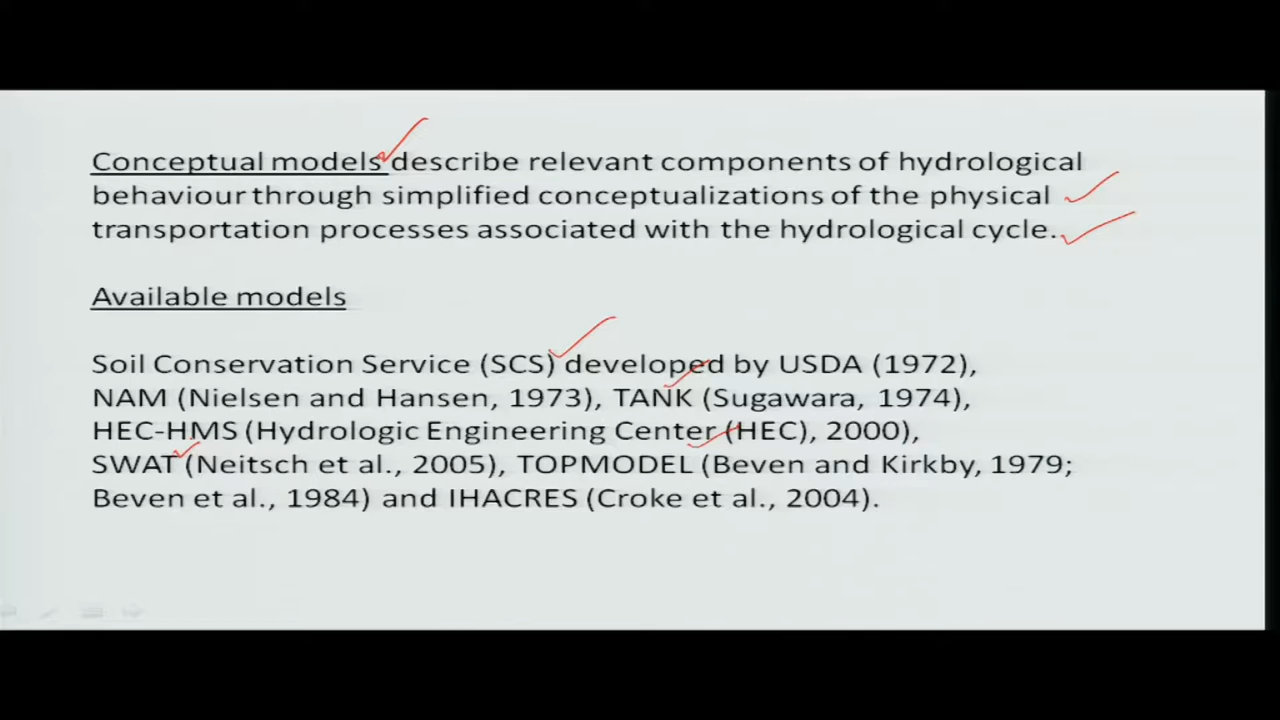 Conceptual models describe relevant components of hydrological
behaviour through simplified conceptualizations of the physical
transportation processes associated with the hydrological cycle..
Available models
Soil Conservation Service (SCS) developed by USDA (1972),
NAM (Nielsen and Hansen, 1973), TANK (Sugawara, 1974),
HEC-HMS (Hydrologic Engineering Center (HEC), 2000),
SWAT (Neitsch et al., 2005), TOPMODEL (Beven and Kirkby, 1979;
Beven et al., 1984) and IHACRES (Croke et al., 2004).